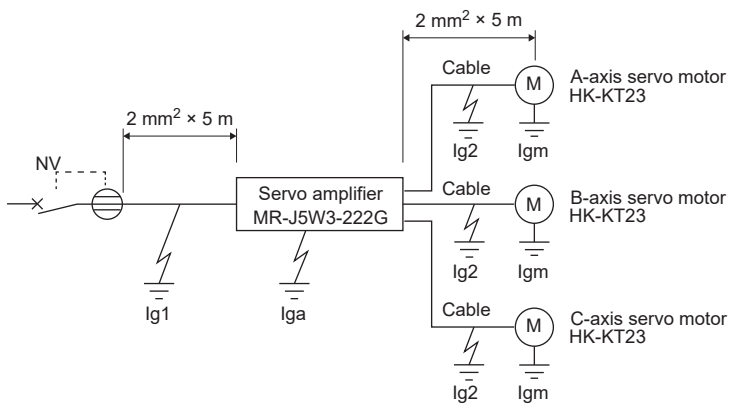 2 mm² × 5 m
Cable
M
A-axis servo motor
HK-KT23
Ig2
Igm
2 mm² × 5 m
NV
Servo amplifier
MR-J5W3-222G
Cable
M
B-axis servo motor
HK-KT23
Ig2
Igm
Ig1
Iga
Cable
M
C-axis servo motor
HK-KT23
Ig2
Igm